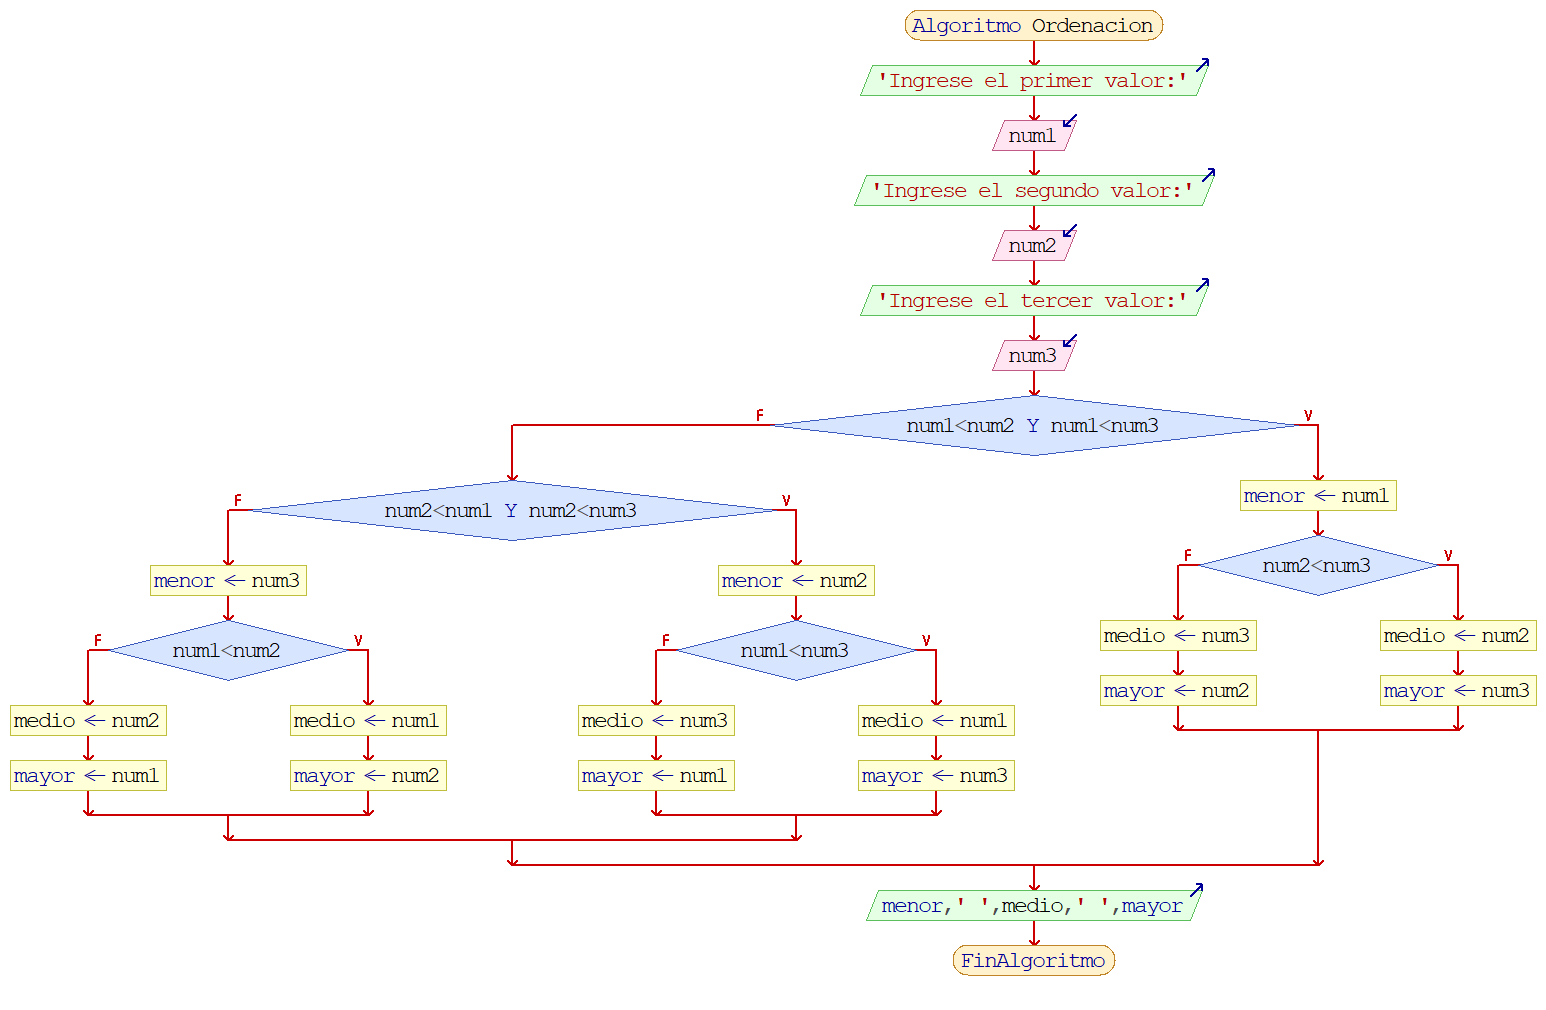 Algoritmo Ordenacion
'Ingrese el primer valor:'
num1
'Ingrese el segundo valor:'
num2
'Ingrese el tercer valor:'
num3
F
V
num1<num2 Y num1<num3
F
V
num2<num1 Y num2<num3
menor ← num1
F
V
num2<num3
menor ← num3
menor ← num2
F
V
num1<num2
F
V
num1<num3
medio ← num3
medio ← num2
mayor ← num2
mayor ← num3
medio ← num2
medio ← num1
medio ← num3
medio ← num1
mayor ← num1
mayor ← num2
mayor ← num1
mayor ← num3
menor,' ',medio,' ',mayor
FinAlgoritmo